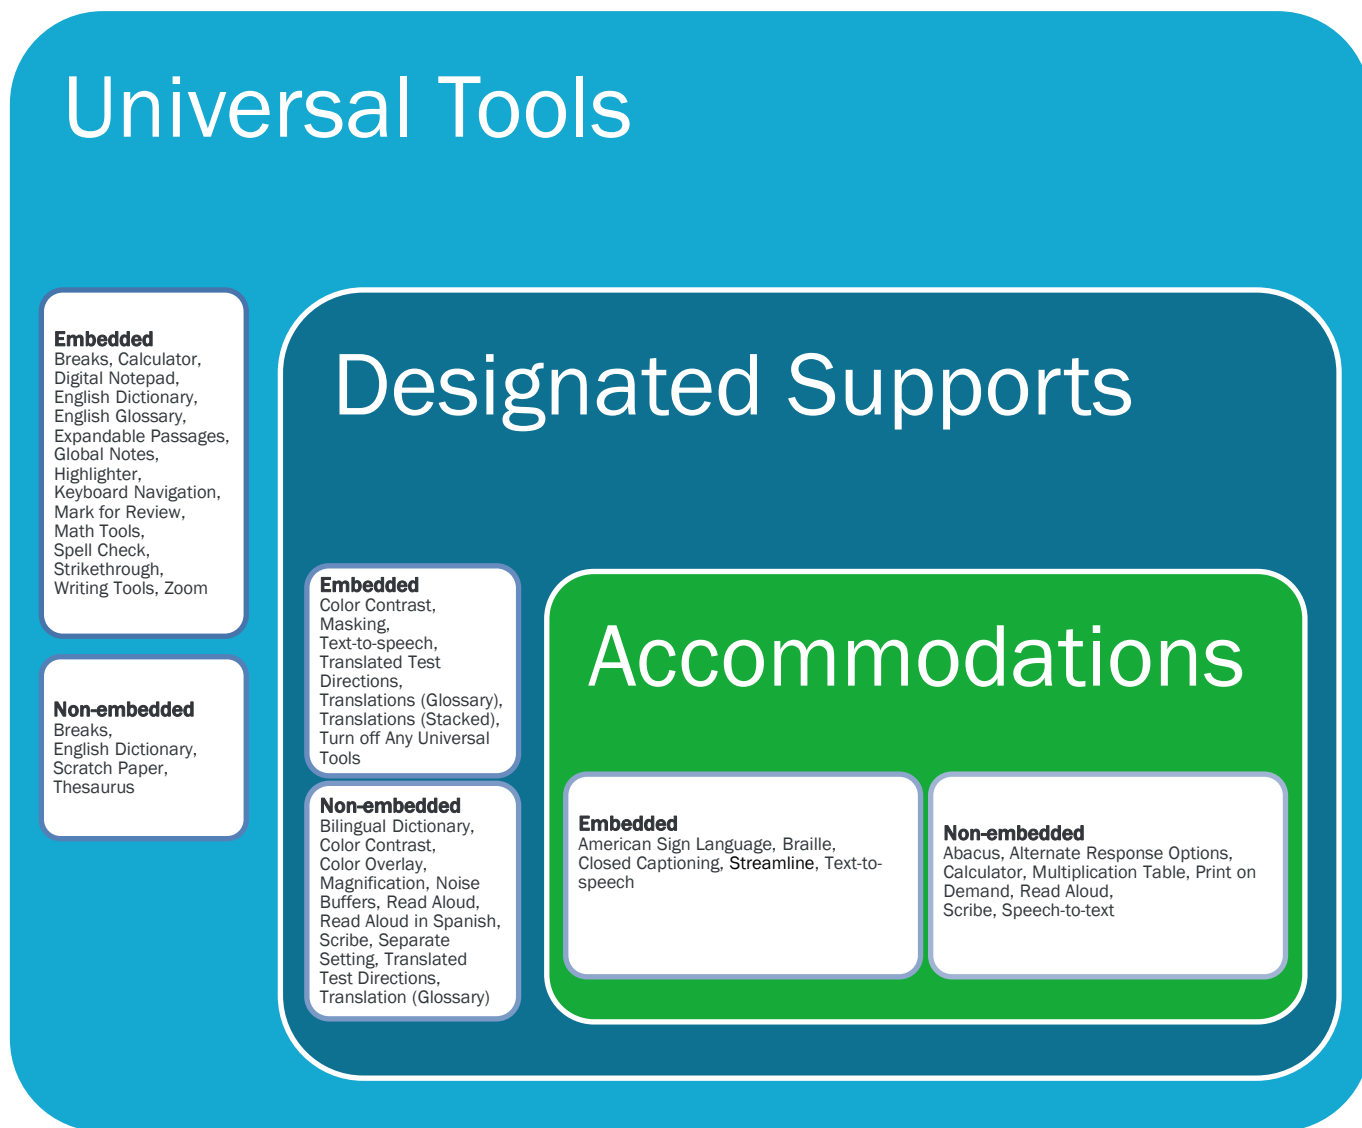 Universal Tools
Embedded
Breaks, Calculator,
Digital Notepad,
English Dictionary,
English Glossary,
Expandable Passages,
Global Notes,
Highlighter,
Keyboard Navigation,
Mark for Review,
Math Tools,
Spell Check,
Strikethrough,
Writing Tools, Zoom
Non-embedded
Breaks,
English Dictionary,
Scratch Paper,
Thesaurus
Designated Supports
Embedded
Color Contrast,
Masking,
Text-to-speech,
Translated Test
Directions,
Translations (Glossary),
Translations (Stacked),
Turn off Any Universal
Tools
Non-embedded
Bilingual Dictionary,
Color Contrast,
Color Overlay,
Magnification, Noise
Buffers, Read Aloud,
Read Aloud in Spanish,
Scribe, Separate
Setting, Translated
Test Directions,
Translation (Glossary)
Accommodations
Embedded
American Sign Language, Braille,
Closed Captioning, Streamline, Text-to-
speech
Non-embedded
Abacus, Alternate Response Options,
Calculator, Multiplication Table, Print on
Demand, Read Aloud,
Scribe, Speech-to-text